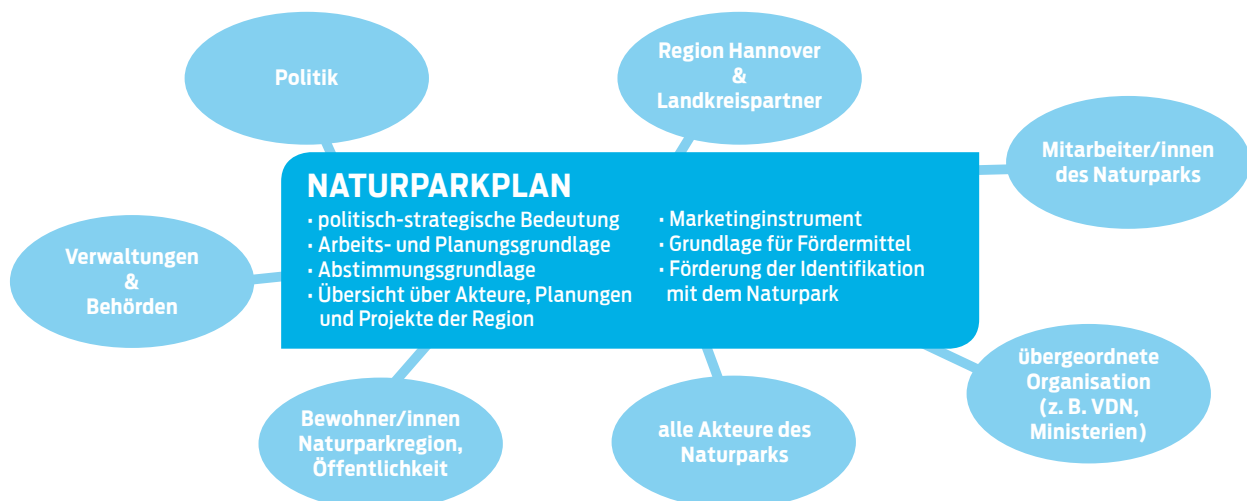 Politik
Region Hannover
&
Landkreispartner
Mitarbeiter/innen
des Naturparks
NATURPARKPLAN
· politisch-strategische Bedeutung
· Arbeits- und Planungsgrundlage
· Abstimmungsgrundlage
· Übersicht über Akteure, Planungen
und Projekte der Region
· Marketinginstrument
· Grundlage für Fördermittel
· Förderung der Identifikation
mit dem Naturpark
Verwaltungen
&
Behörden
Bewohner/innen
Naturparkregion,
Öffentlichkeit
alle Akteure des
Naturparks
übergeordnete
Organisation
(z. B. VDN,
Ministerien)